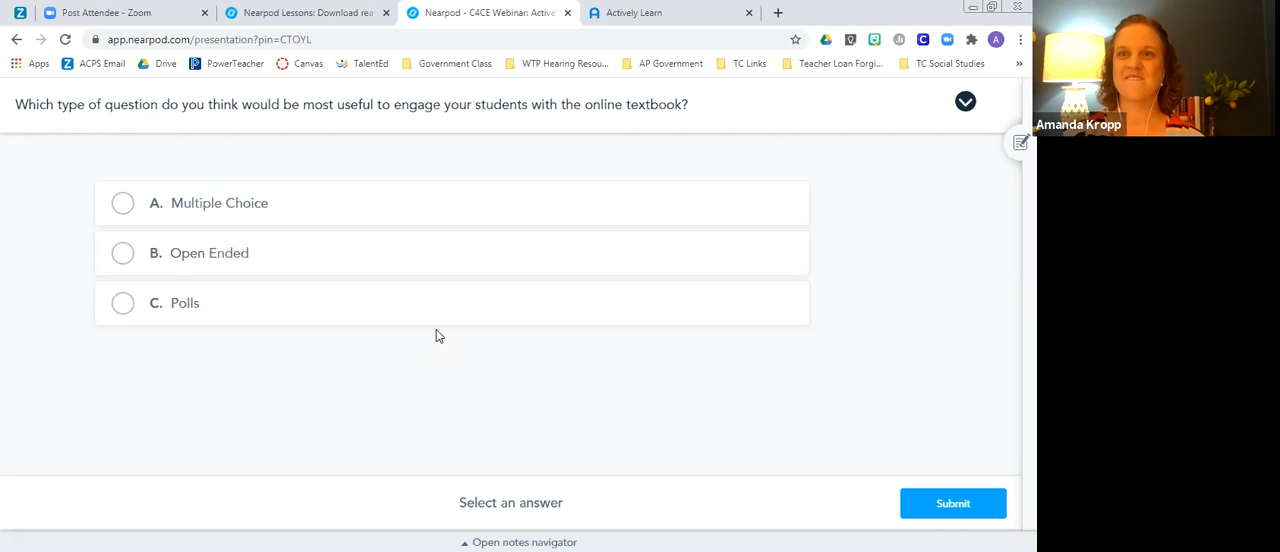 Post Attendee - Zoom
Nearpod Lessons: Download rea
Nearpod - C4CE Webinar: Active
Actively Learn
app.nearpod.com/presentation?pin=CTOYL
A
Apps
ACPS Email
Drive
PowerTeacher
Canvas
TalentEd
Government Class
WTP Hearing Resou...
AP Government
TC Links
Teacher Loan Forgi...
TC Social Studies
»
Which type of question do you think would be most useful to engage your students with the online textbook?
Amanda Kropp
A. Multiple Choice
B. Open Ended
C. Polls
Select an answer
Submit
Open notes navigator